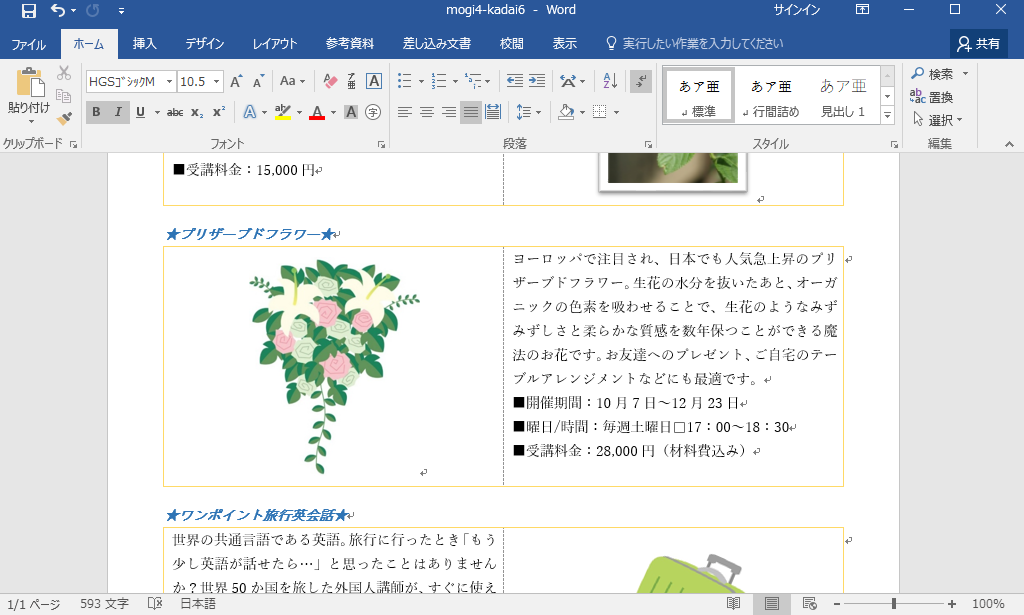 mogi4-kadai6 - Word
サインイン
ファイル ホーム 挿入 デザイン レイアウト 参考資料 差し込み文書 校閲 表示 実行したい作業を入力してください 共有
貼り付け
HGSｺﾞｼｯｸM 10.5 A A Aa A
B I U abc x₂ x² A aly A A 字
あア亜 あア亜 あア亜
標準 行間詰め 見出し 1
検索
置換
選択
クリップボード フォント 段落 スタイル 編集
■受講料金：15,000 円
★プリザーブドフラワー★
ヨーロッパで注目され、日本でも人気急上昇のプリ
ザーブドフラワー。生花の水分を抜いたあと、オーガ
ニックの色素を吸わせることで、生花のようなみず
みずしさと柔らかな質感を数年保つことができる魔
法のお花です。お友達へのプレゼント、ご自宅のテー
ブルアレンジメントなどにも最適です。
■開催期間：10 月 7 日～12 月 23 日
■曜日/時間：毎週土曜日□17：00～18：30
■受講料金：28,000 円（材料費込み）
★ワンポイント旅行英会話★
世界の共通言語である英語。旅行に行ったとき「もう
少し英語が話せたら…」と思ったことはありません
か？世界 50 か国を旅した外国人講師が、すぐに使え
1/1 ページ 593 文字 日本語 100%